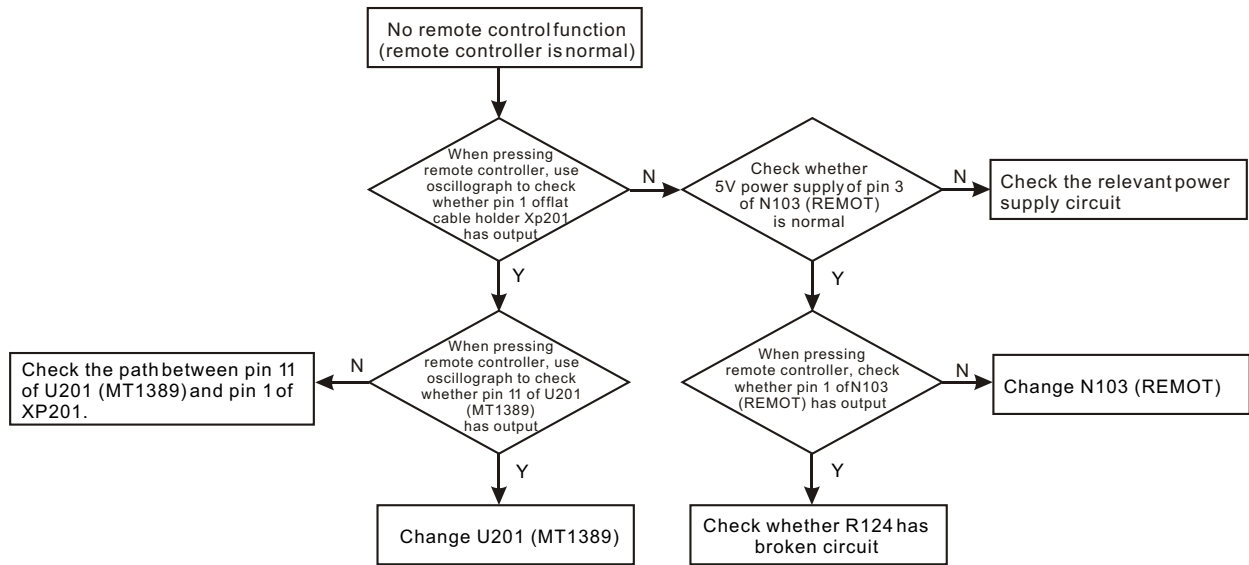 No remote control function
(remote controller is normal)
When pressing
remote controller, use
oscillograph to check
whether pin 1 offlat
cable holder Xp201
has output
N
Check whether
5V power supply of pin 3
of N103 (REMOT)
is normal
N
Check the relevant power
supply circuit
Y
Y
Check the path between pin 11
of U201 (MT1389) and pin 1 of
XP201.
N
When pressing
remote controller, use
oscillograph to check
whether pin 11 of U201
(MT1389)
has output
When pressing
remote controller, check
whether pin 1 of N103
(REMOT) has output
N
Change N103 (REMOT)
Y
Y
Change U201 (MT1389)
Check whether R124 has
broken circuit